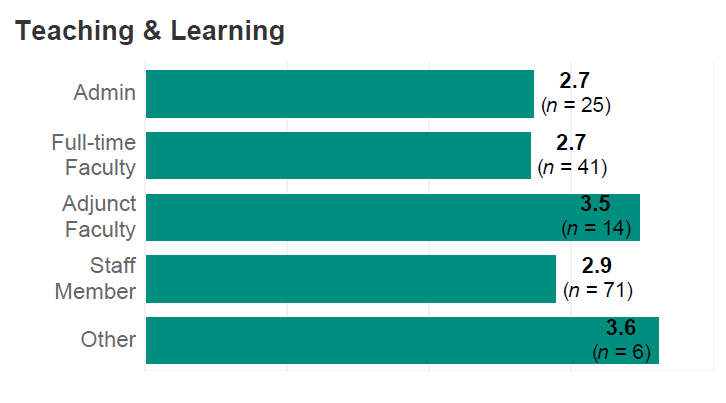 Teaching & Learning
Admin
2.7
(n = 25)
Full-time
Faculty
2.7
(n = 41)
Adjunct
Faculty
3.5
(n = 14)
Staff
Member
2.9
(n = 71)
Other
3.6
(n = 6)